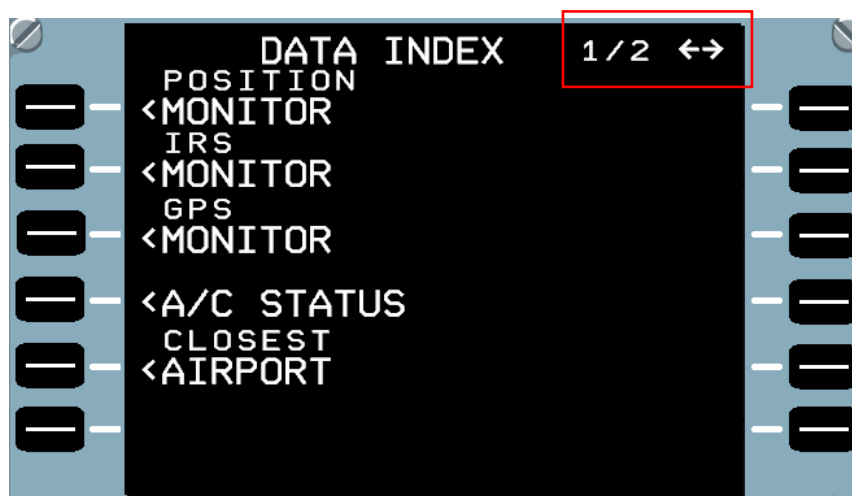 DATA INDEX 1/2 ←→
POSITION
<MONITOR
IRS
<MONITOR
GPS
<MONITOR
<A/C STATUS
CLOSEST
<AIRPORT